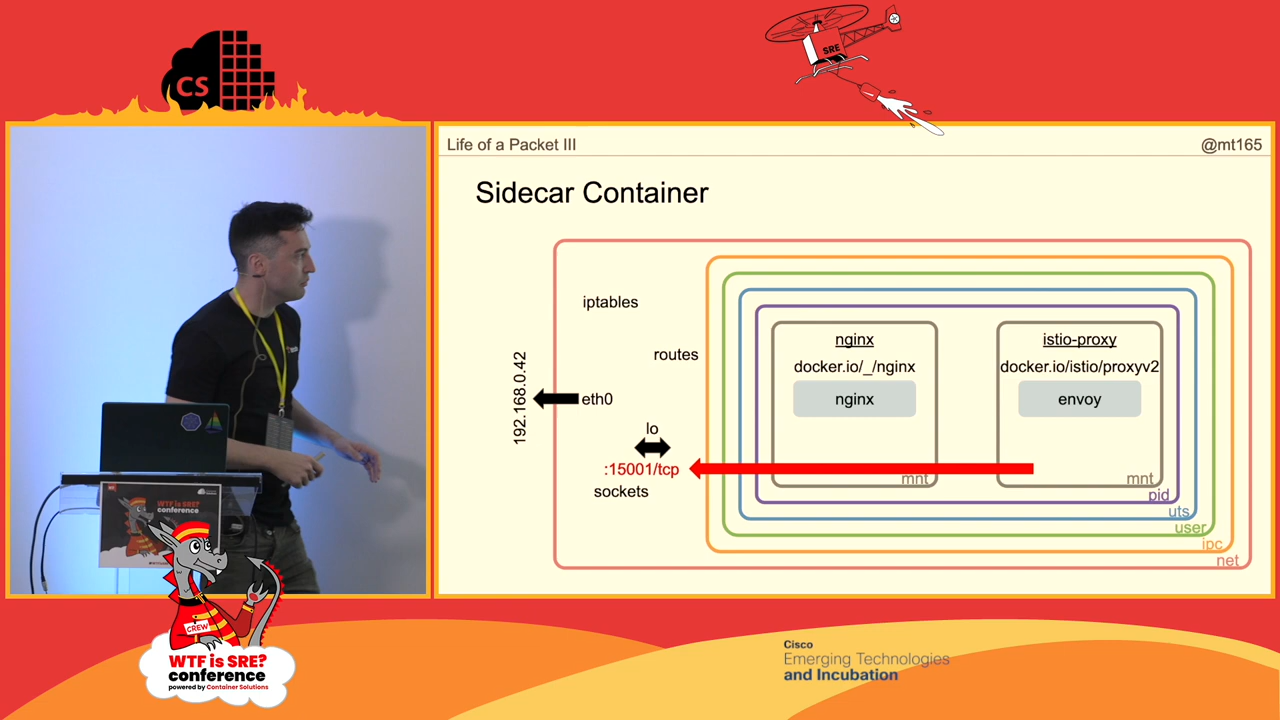 CS
SRE
Life of a Packet III
@mt165
Sidecar Container
iptables
routes
192.168.0.42
eth0
lo
:15001/tcp
sockets
nginx
docker.io/_/nginx
nginx
mnt
istio-proxy
docker.io/istio/proxyv2
envoy
mnt
pid
uts
user
ipc
net
WTF is SRE?
conference
CREW
WTF is SRE?
conference
powered by Container Solutions
Cisco
Emerging Technologies
and Incubation